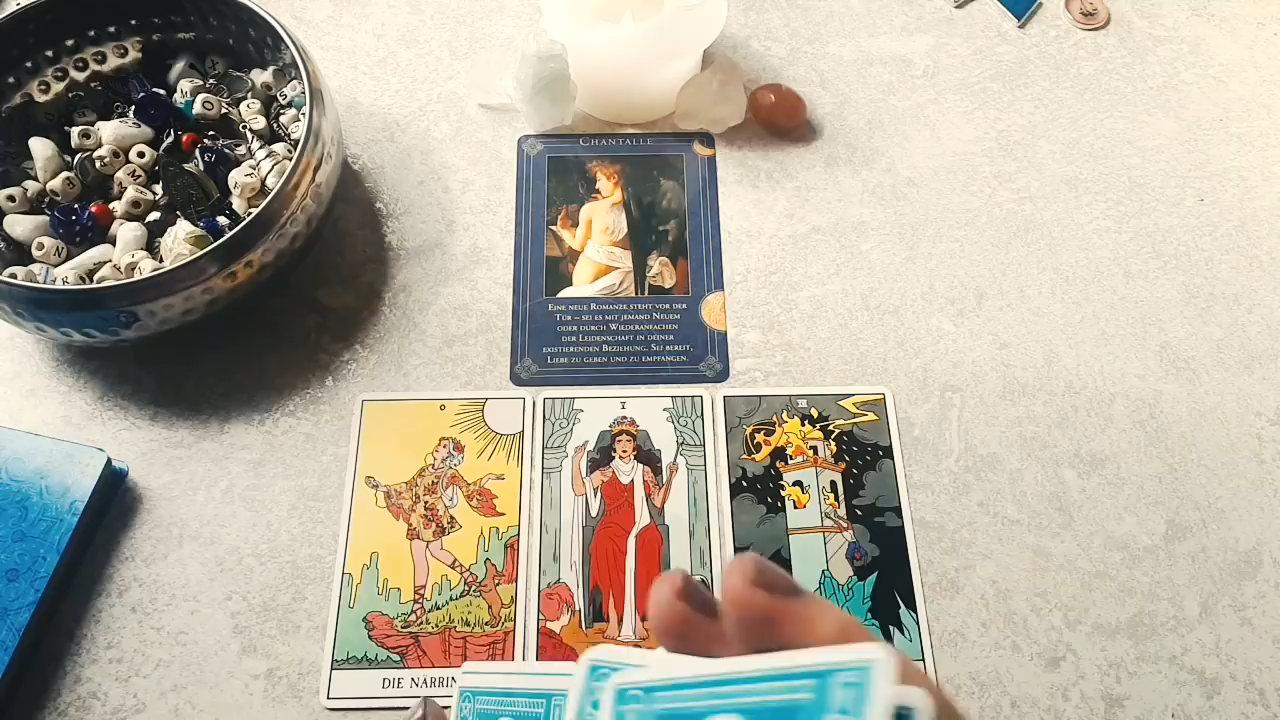 CHANTALLE
EINE NEUE ROMANZE STEHT VOR DER
TÜR – SEI ES MIT JEMAND NEUEM
ODER DURCH WIEDERANFACHEN
DER LEIDENSCHAFT IN DEINER
EXISTIERENDEN BEZIEHUNG. SEI BEREIT,
LIEBE ZU GEBEN UND ZU EMPFANGEN.
0
V
DIE NÄRRIN